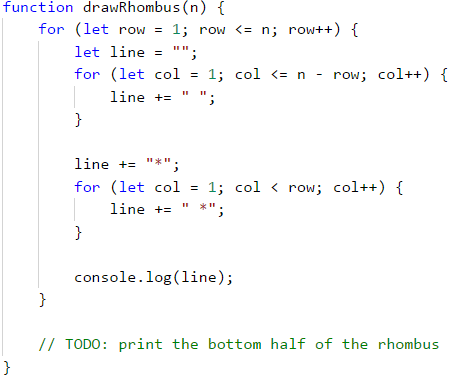 function drawRhombus(n) {
    for (let row = 1; row <= n; row++) {
        let line = "";
        for (let col = 1; col <= n - row; col++) {
            line += " ";
        }

        line += "*";
        for (let col = 1; col < row; col++) {
            line += " *";
        }

        console.log(line);
    }

    // TODO: print the bottom half of the rhombus
}